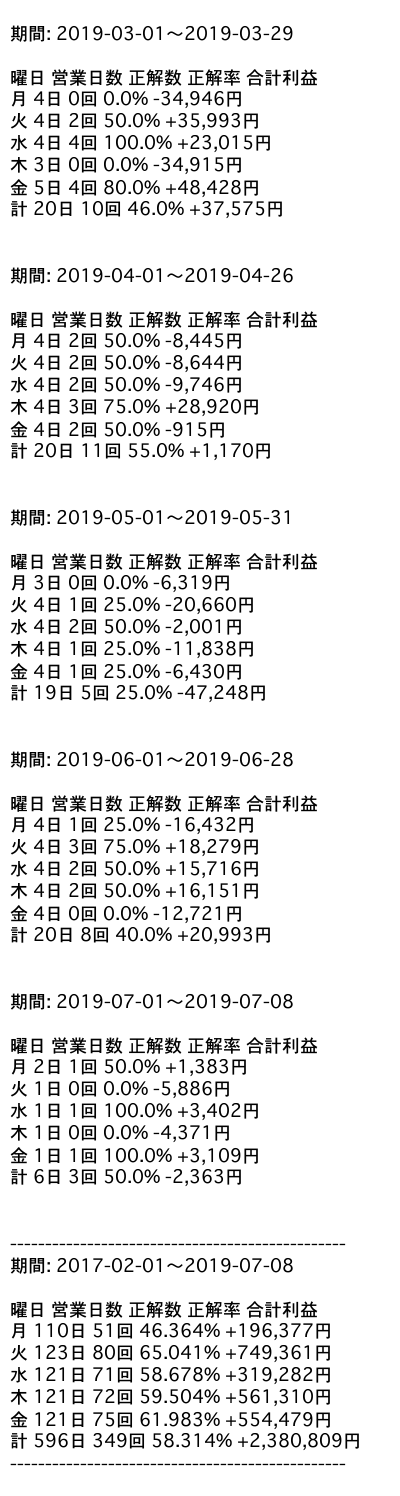 期間: 2019-03-01〜2019-03-29
曜日 営業日数 正解数 正解率 合計利益
月 4日 0回 0.0% -34,946円
火 4日 2回 50.0% +35,993円
水 4日 4回 100.0% +23,015円
木 3日 0回 0.0% -34,915円
金 5日 4回 80.0% +48,428円
計 20日 10回 46.0% +37,575円
期間: 2019-04-01〜2019-04-26
曜日 営業日数 正解数 正解率 合計利益
月 4日 2回 50.0% -8,445円
火 4日 2回 50.0% -8,644円
水 4日 2回 50.0% -9,746円
木 4日 3回 75.0% +28,920円
金 4日 2回 50.0% -915円
計 20日 11回 55.0% +1,170円
期間: 2019-05-01〜2019-05-31
曜日 営業日数 正解数 正解率 合計利益
月 3日 0回 0.0% -6,319円
火 4日 1回 25.0% -20,660円
水 4日 2回 50.0% -2,001円
木 4日 1回 25.0% -11,838円
金 4日 1回 25.0% -6,430円
計 19日 5回 25.0% -47,248円
期間: 2019-06-01〜2019-06-28
曜日 営業日数 正解数 正解率 合計利益
月 4日 1回 25.0% -16,432円
火 4日 3回 75.0% +18,279円
水 4日 2回 50.0% +15,716円
木 4日 2回 50.0% +16,151円
金 4日 0回 0.0% -12,721円
計 20日 8回 40.0% +20,993円
期間: 2019-07-01〜2019-07-08
曜日 営業日数 正解数 正解率 合計利益
月 2日 1回 50.0% +1,383円
火 1日 0回 0.0% -5,886円
水 1日 1回 100.0% +3,402円
木 1日 0回 0.0% -4,371円
金 1日 1回 100.0% +3,109円
計 6日 3回 50.0% -2,363円
------------------------------------------------
期間: 2017-02-01〜2019-07-08
曜日 営業日数 正解数 正解率 合計利益
月 110日 51回 46.364% +196,377円
火 123日 80回 65.041% +749,361円
水 121日 71回 58.678% +319,282円
木 121日 72回 59.504% +561,310円
金 121日 75回 61.983% +554,479円
計 596日 349回 58.314% +2,380,809円
------------------------------------------------